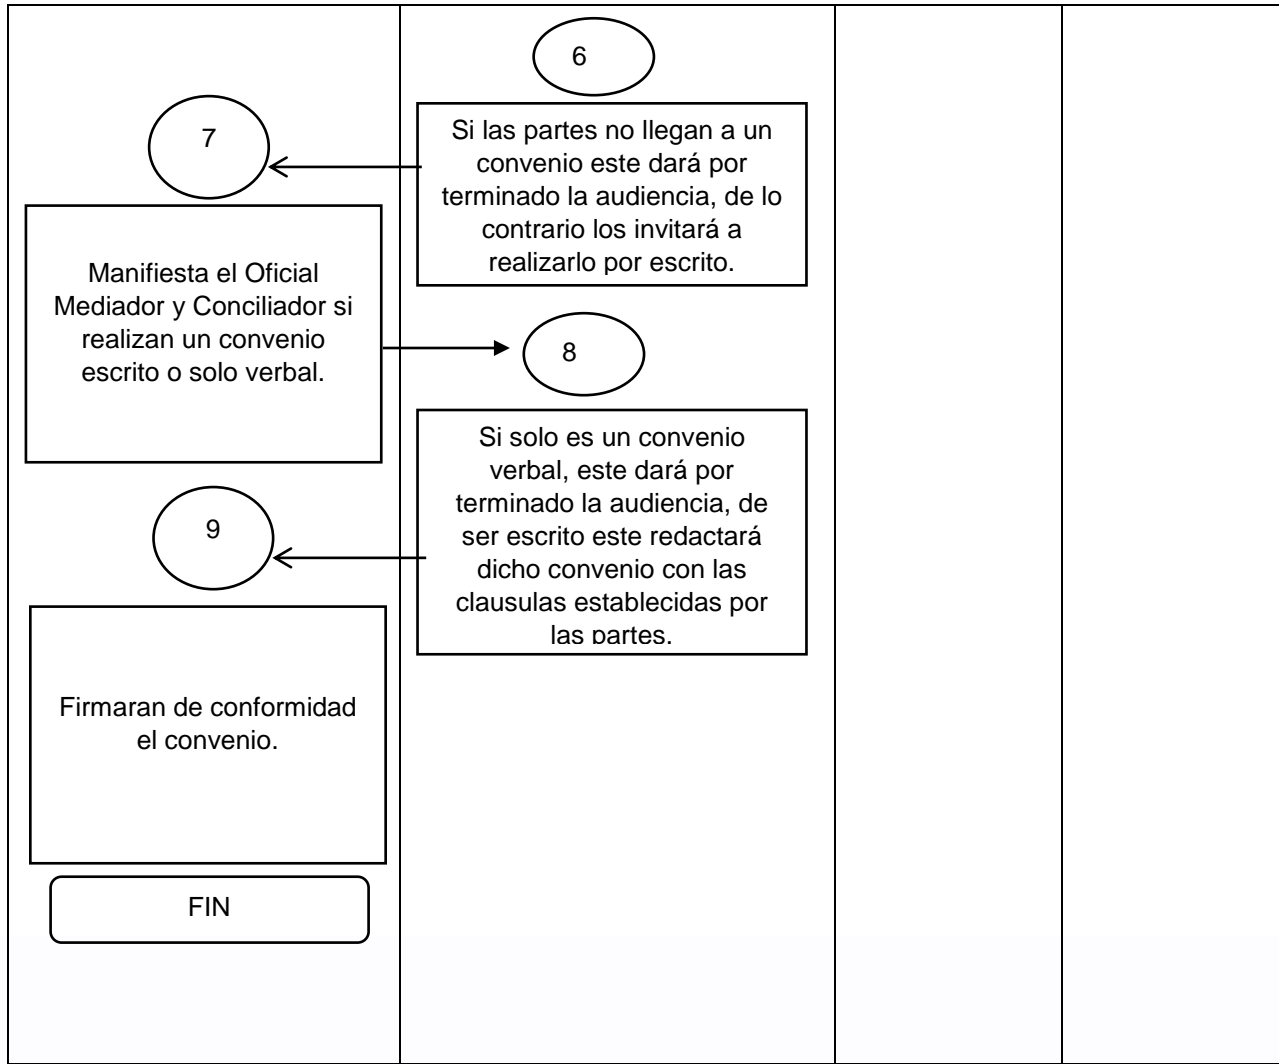 6
Si las partes no llegan a un
convenio este dará por
terminado la audiencia, de lo
contrario los invitará a
realizarlo por escrito.
7
Manifiesta el Oficial
Mediador y Conciliador si
realizan un convenio
escrito o solo verbal.
8
Si solo es un convenio
verbal, este dará por
terminado la audiencia, de
ser escrito este redactará
dicho convenio con las
clausulas establecidas por
las partes.
9
Firmaran de conformidad
el convenio.
FIN